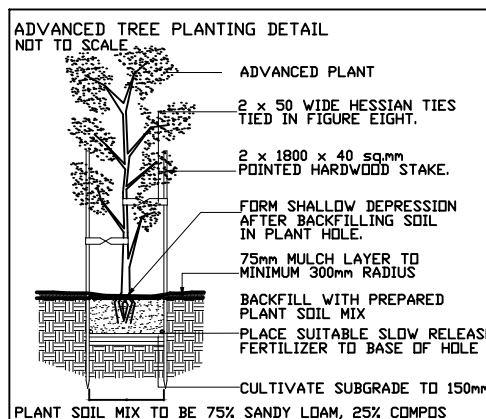 ADVANCED TREE PLANTING DETAIL
NOT TO SCALE
ADVANCED PLANT
2 x 50 WIDE HESSIAN TIES
TIED IN FIGURE EIGHT.
2 x 1800 x 40 sq.mm
POINTED HARDWOOD STAKE.
FORM SHALLOW DEPRESSION
AFTER BACKFILLING SOIL
IN PLANT HOLE.
75mm MULCH LAYER TO
MINIMUM 300mm RADIUS
BACKFILL WITH PREPARED
PLANT SOIL MIX
PLACE SUITABLE SLOW RELEASE
FERTILIZER TO BASE OF HOLE
CULTIVATE SUBGRADE TO 150mm
PLANT SOIL MIX TO BE 75% SANDY LOAM, 25% COMPOS